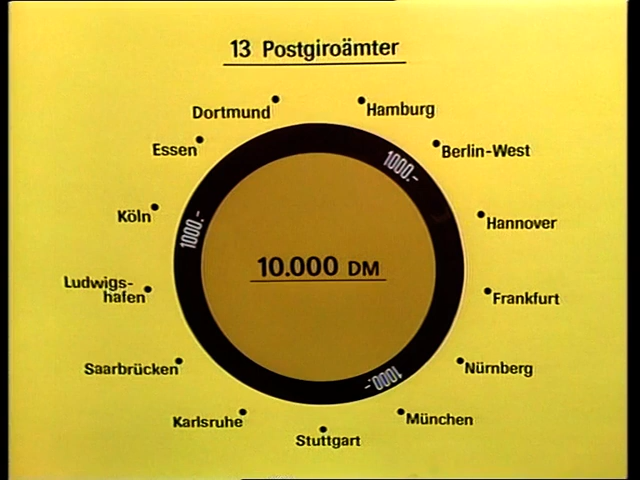 13 Postgiroämter
Dortmund
Hamburg
Essen
Berlin-West
1000.-
Köln
1000.-
Hannover
10.000 DM
Ludwigs-
hafen
Frankfurt
Saarbrücken
Nürnberg
1000.-
Karlsruhe
München
Stuttgart